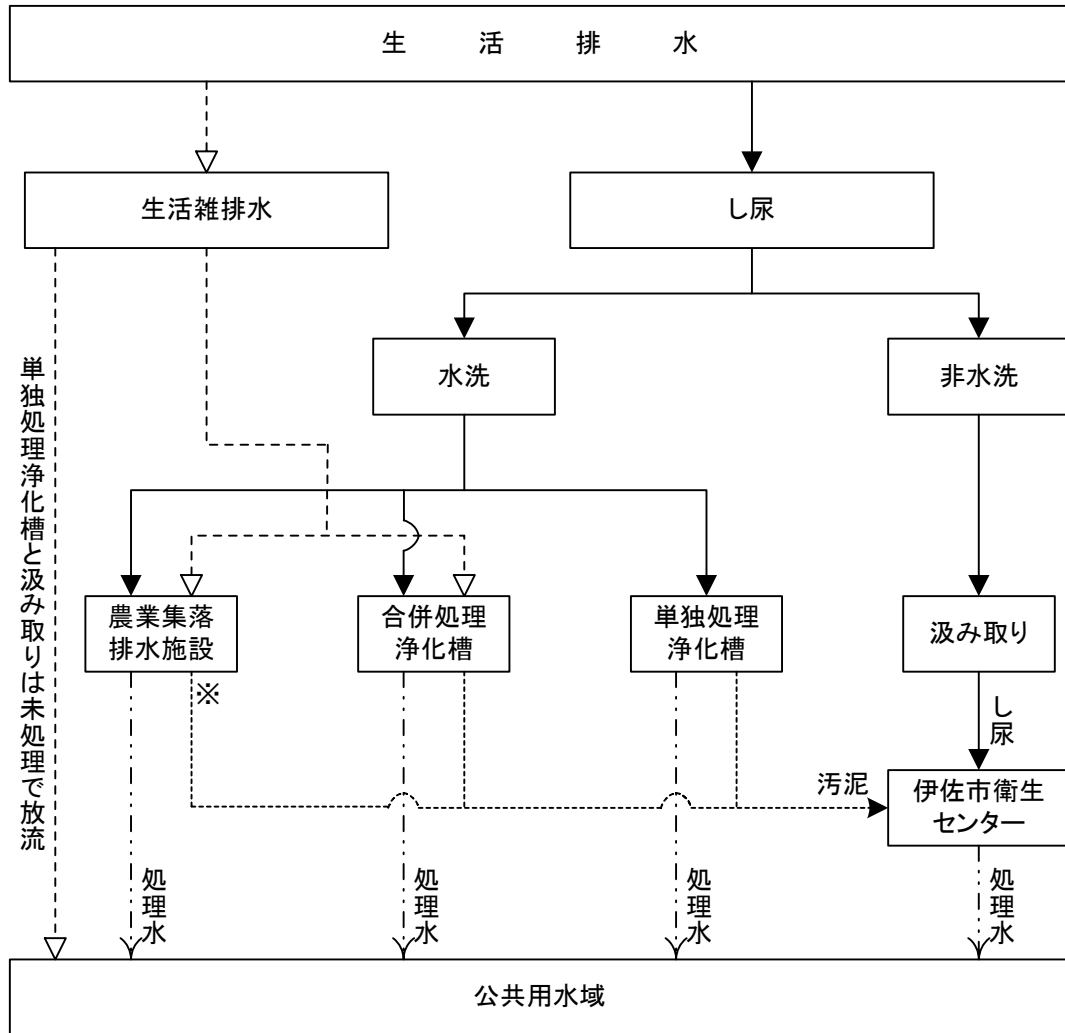 生活排水
生活雑排水
し尿
水洗
非水洗
単独処理浄化槽と汲み取りは未処理で放流
農業集落
排水施設
合併処理
浄化槽
単独処理
浄化槽
汲み取り
※
し尿
汚泥
伊佐市衛生
センター
処理水
処理水
処理水
処理水
公共用水域